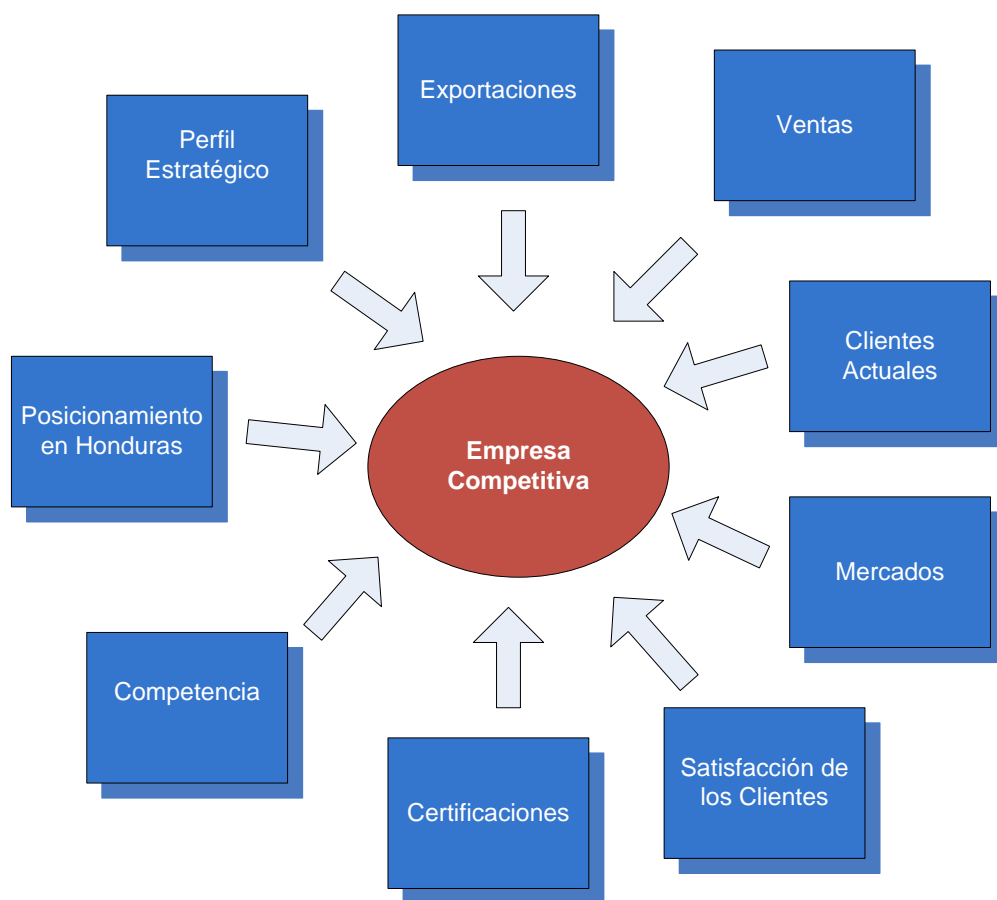 Exportaciones
Ventas
Perfil
Estratégico
Clientes
Actuales
Posicionamiento
en Honduras
Empresa
Competitiva
Mercados
Competencia
Satisfacción de
los Clientes
Certificaciones